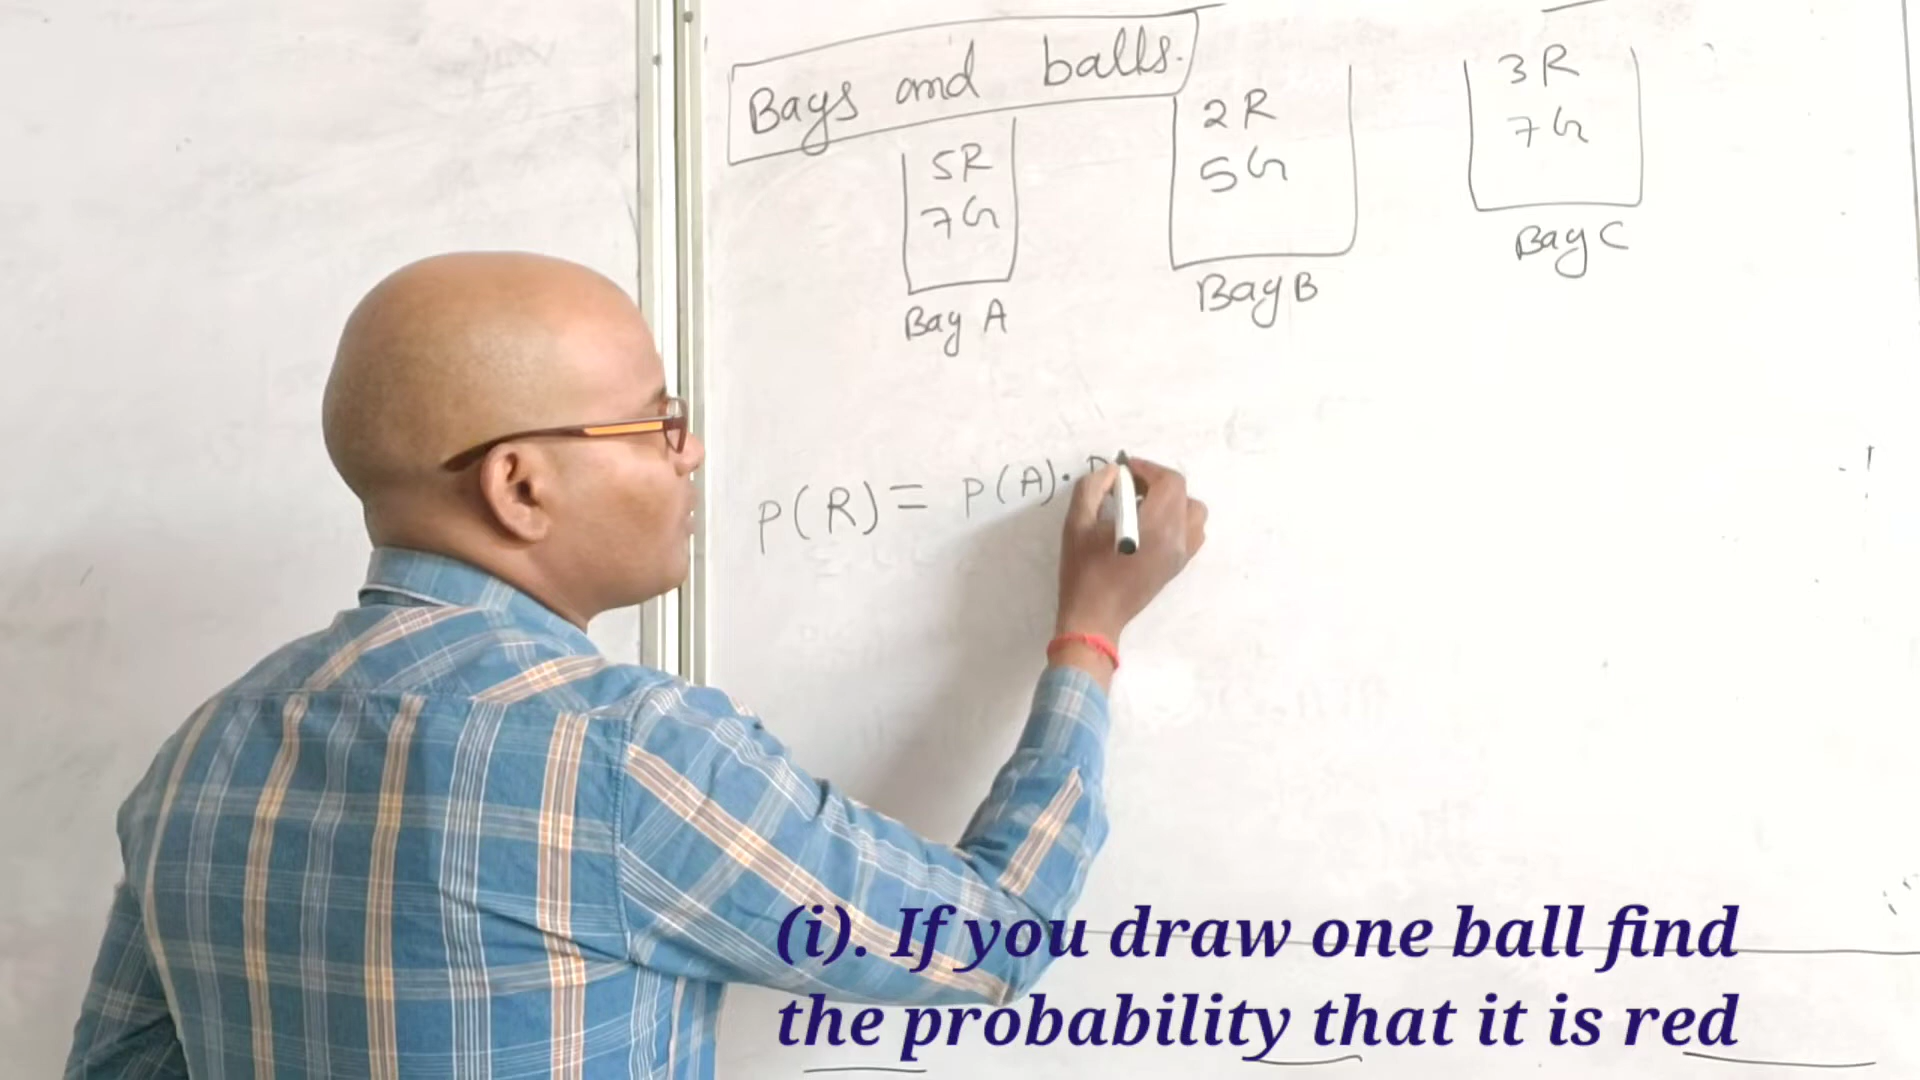 Bags and balls.
5R
7G
Bag A
2R
5G
Bag B
3R
7G
Bag C
P(R) = P(A).
(i). If you draw one ball find
the probability that it is red